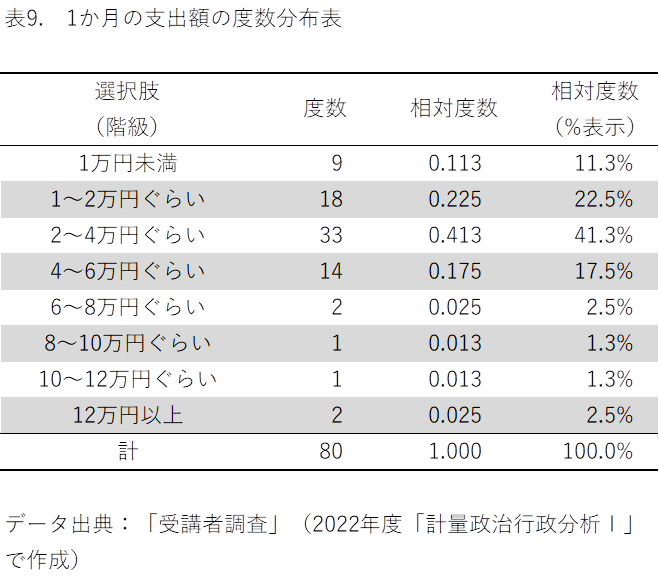 表9. 1か月の支出額の度数分布表
選択肢 (階級) 度数 相対度数 相対度数 (%表示)
1万円未満 9 0.113 11.3%
1～2万円ぐらい 18 0.225 22.5%
2～4万円ぐらい 33 0.413 41.3%
4～6万円ぐらい 14 0.175 17.5%
6～8万円ぐらい 2 0.025 2.5%
8～10万円ぐらい 1 0.013 1.3%
10～12万円ぐらい 1 0.013 1.3%
12万円以上 2 0.025 2.5%
計 80 1.000 100.0%
データ出典：「受講者調査」（2022年度「計量政治行政分析Ⅰ」
で作成）